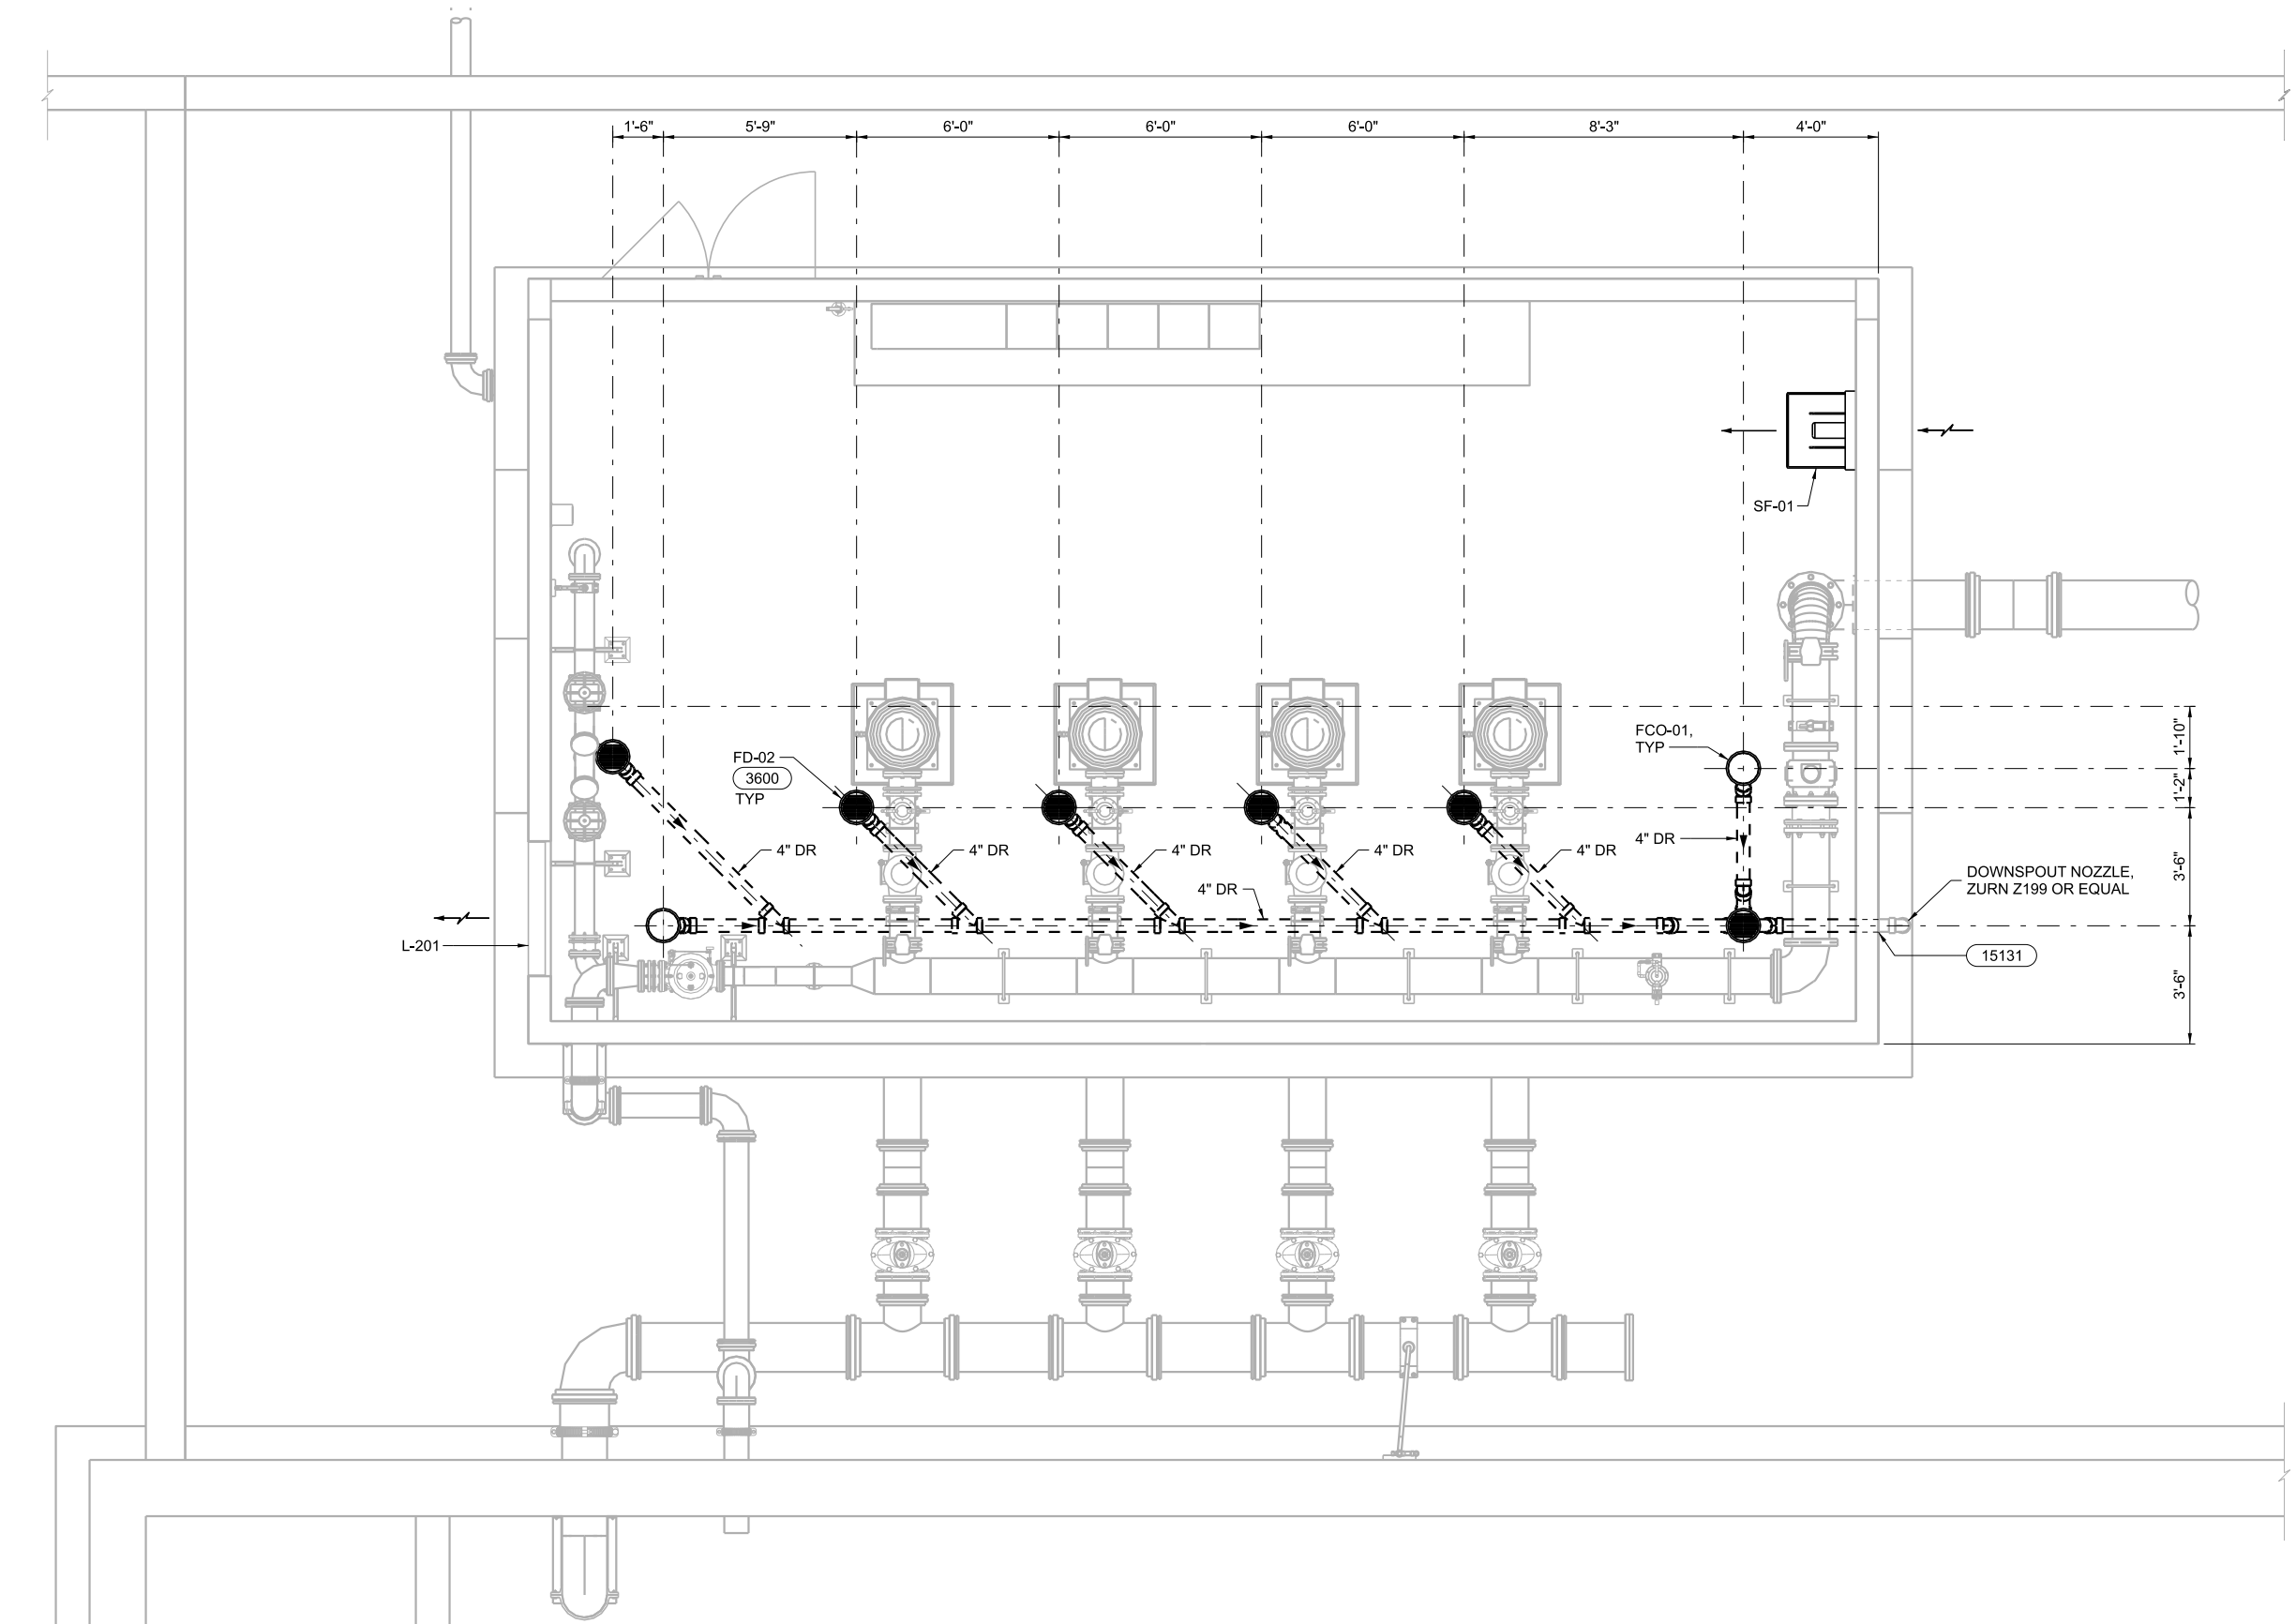 1'-6"
5'-9"
6'-0"
6'-0"
6'-0"
8'-3"
4'-0"
SF-01
FCO-01,
TYP
1'-10"
1'-2"
FD-02
3600
TYP
4" DR
4" DR
4" DR
4" DR
4" DR
4" DR
4" DR
3'-6"
DOWNSPOUT NOZZLE,
ZURN Z199 OR EQUAL
L-201
15131
3'-6"